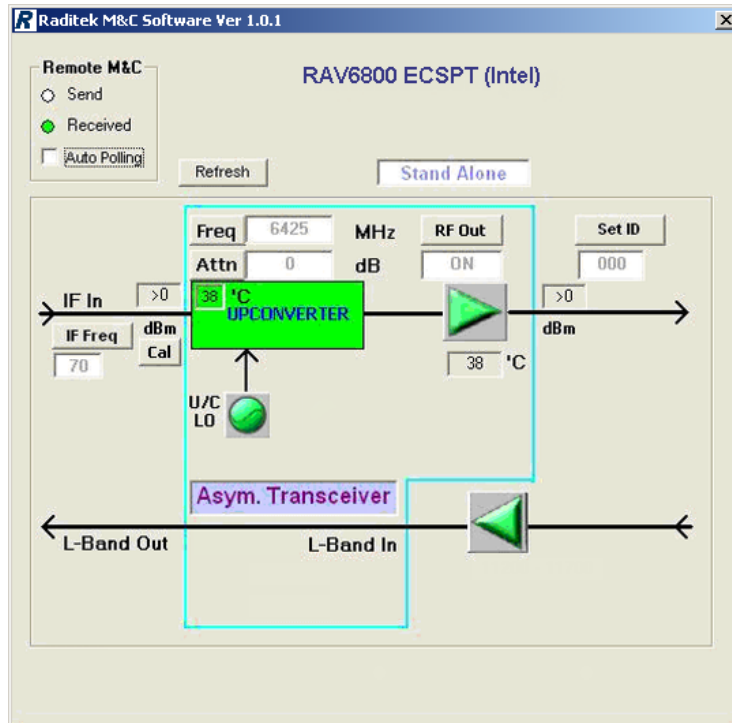 R Raditek M&C Software Ver 1.0.1
Remote M&C
Send
Received
Auto Polling
RAV6800 ECSPT (Intel)
Refresh
Stand Alone
Freq 6425 MHz RF Out Set ID
Attn 0 dB ON 000
IF In >0 38 °C >0
UPCONVERTER
IF Freq dBm dBm
Cal
70 38 °C
U/C
LO
Asym. Transceiver
L-Band Out L-Band In